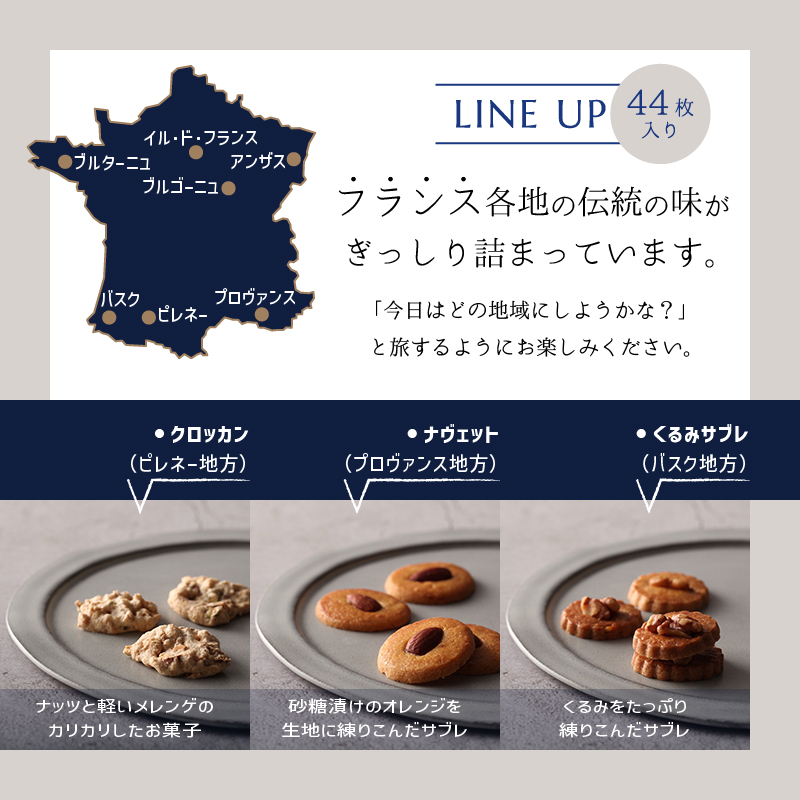 イル・ド・フランス
ブルターニュ
アンザス
ブルゴーニュ
バスク
ピレネー
プロヴァンス
LINE UP
44枚
入り
フランス各地の伝統の味が
ぎっしり詰まっています。
「今日はどの地域にしようかな？」
と旅するようにお楽しみください。
●クロッカン
（ピレネー地方）
●ナヴェット
（プロヴァンス地方）
●くるみサブレ
（バスク地方）
ナッツと軽いメレンゲの
カリカリしたお菓子
砂糖漬けのオレンジを
生地に練りこんだサブレ
くるみをたっぷり
練りこんだサブレ